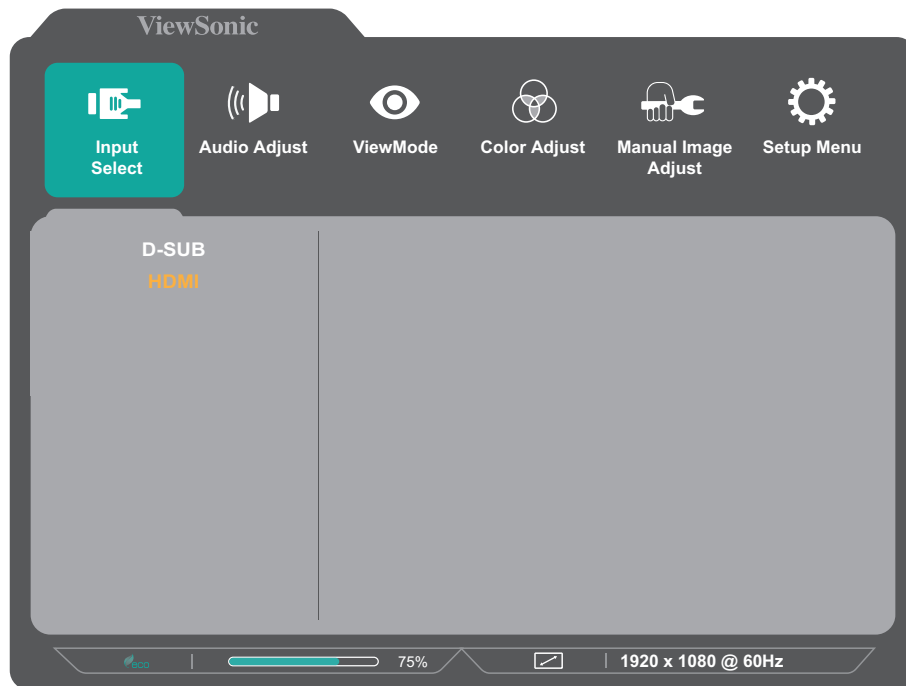 ViewSonic
Input
Select
Audio Adjust
ViewMode
Color Adjust
Manual Image
Adjust
Setup Menu
D-SUB
HDMI
eco
75%
1920 x 1080 @ 60Hz